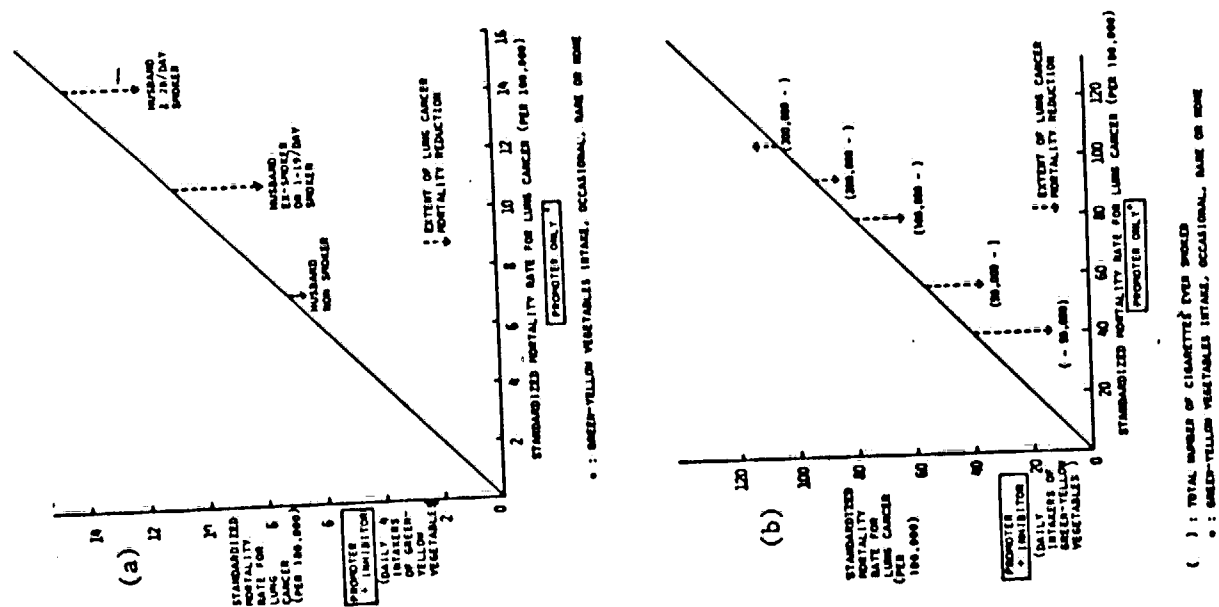 (a)
14
12
STANDARDIZED
MORTALITY
RATE FOR 6
LUNG
CANCER
(PER 100,000)
6
PROMOTER
+ INHIBITOR
(DAILY 4
INTAKERS
OF GREEN-
YELLOW
VEGETABLES
2
0
2
4
6
8
10
12
14
16
STANDARDIZED MORTALITY RATE FOR LUNG CANCER (PER 100,000)
PROMOTER ONLY
HUSBAND
NON SMOKER
HUSBAND
EX-SMOKER
OR 1-19/DAY
SMOKER
HUSBAND
≥ 20/DAY
SMOKER
: EXTENT OF LUNG CANCER
MORTALITY REDUCTION
* : GREEN-YELLOW VEGETABLES INTAKE, OCCASIONAL, RARE OR NONE
(b)
120
100
80
60
40
20
STANDARDIZED
MORTALITY
RATE FOR
LUNG CANCER
(PER
100,000)
PROMOTER
+ INHIBITOR
(DAILY
INTAKERS OF
GREEN-YELLOW
VEGETABLES)
0
20
40
60
80
100
120
STANDARDIZED MORTALITY RATE FOR LUNG CANCER (PER 100,000)
PROMOTER ONLY*
(- 50,000)
(50,000 - )
(100,000 - )
(200,000 - )
(300,000 - )
: EXTENT OF LUNG CANCER
MORTALITY REDUCTION
( ) : TOTAL NUMBER OF CIGARETTES EVER SMOKED
* : GREEN-YELLOW VEGETABLES INTAKE, OCCASIONAL, RARE OR NONE